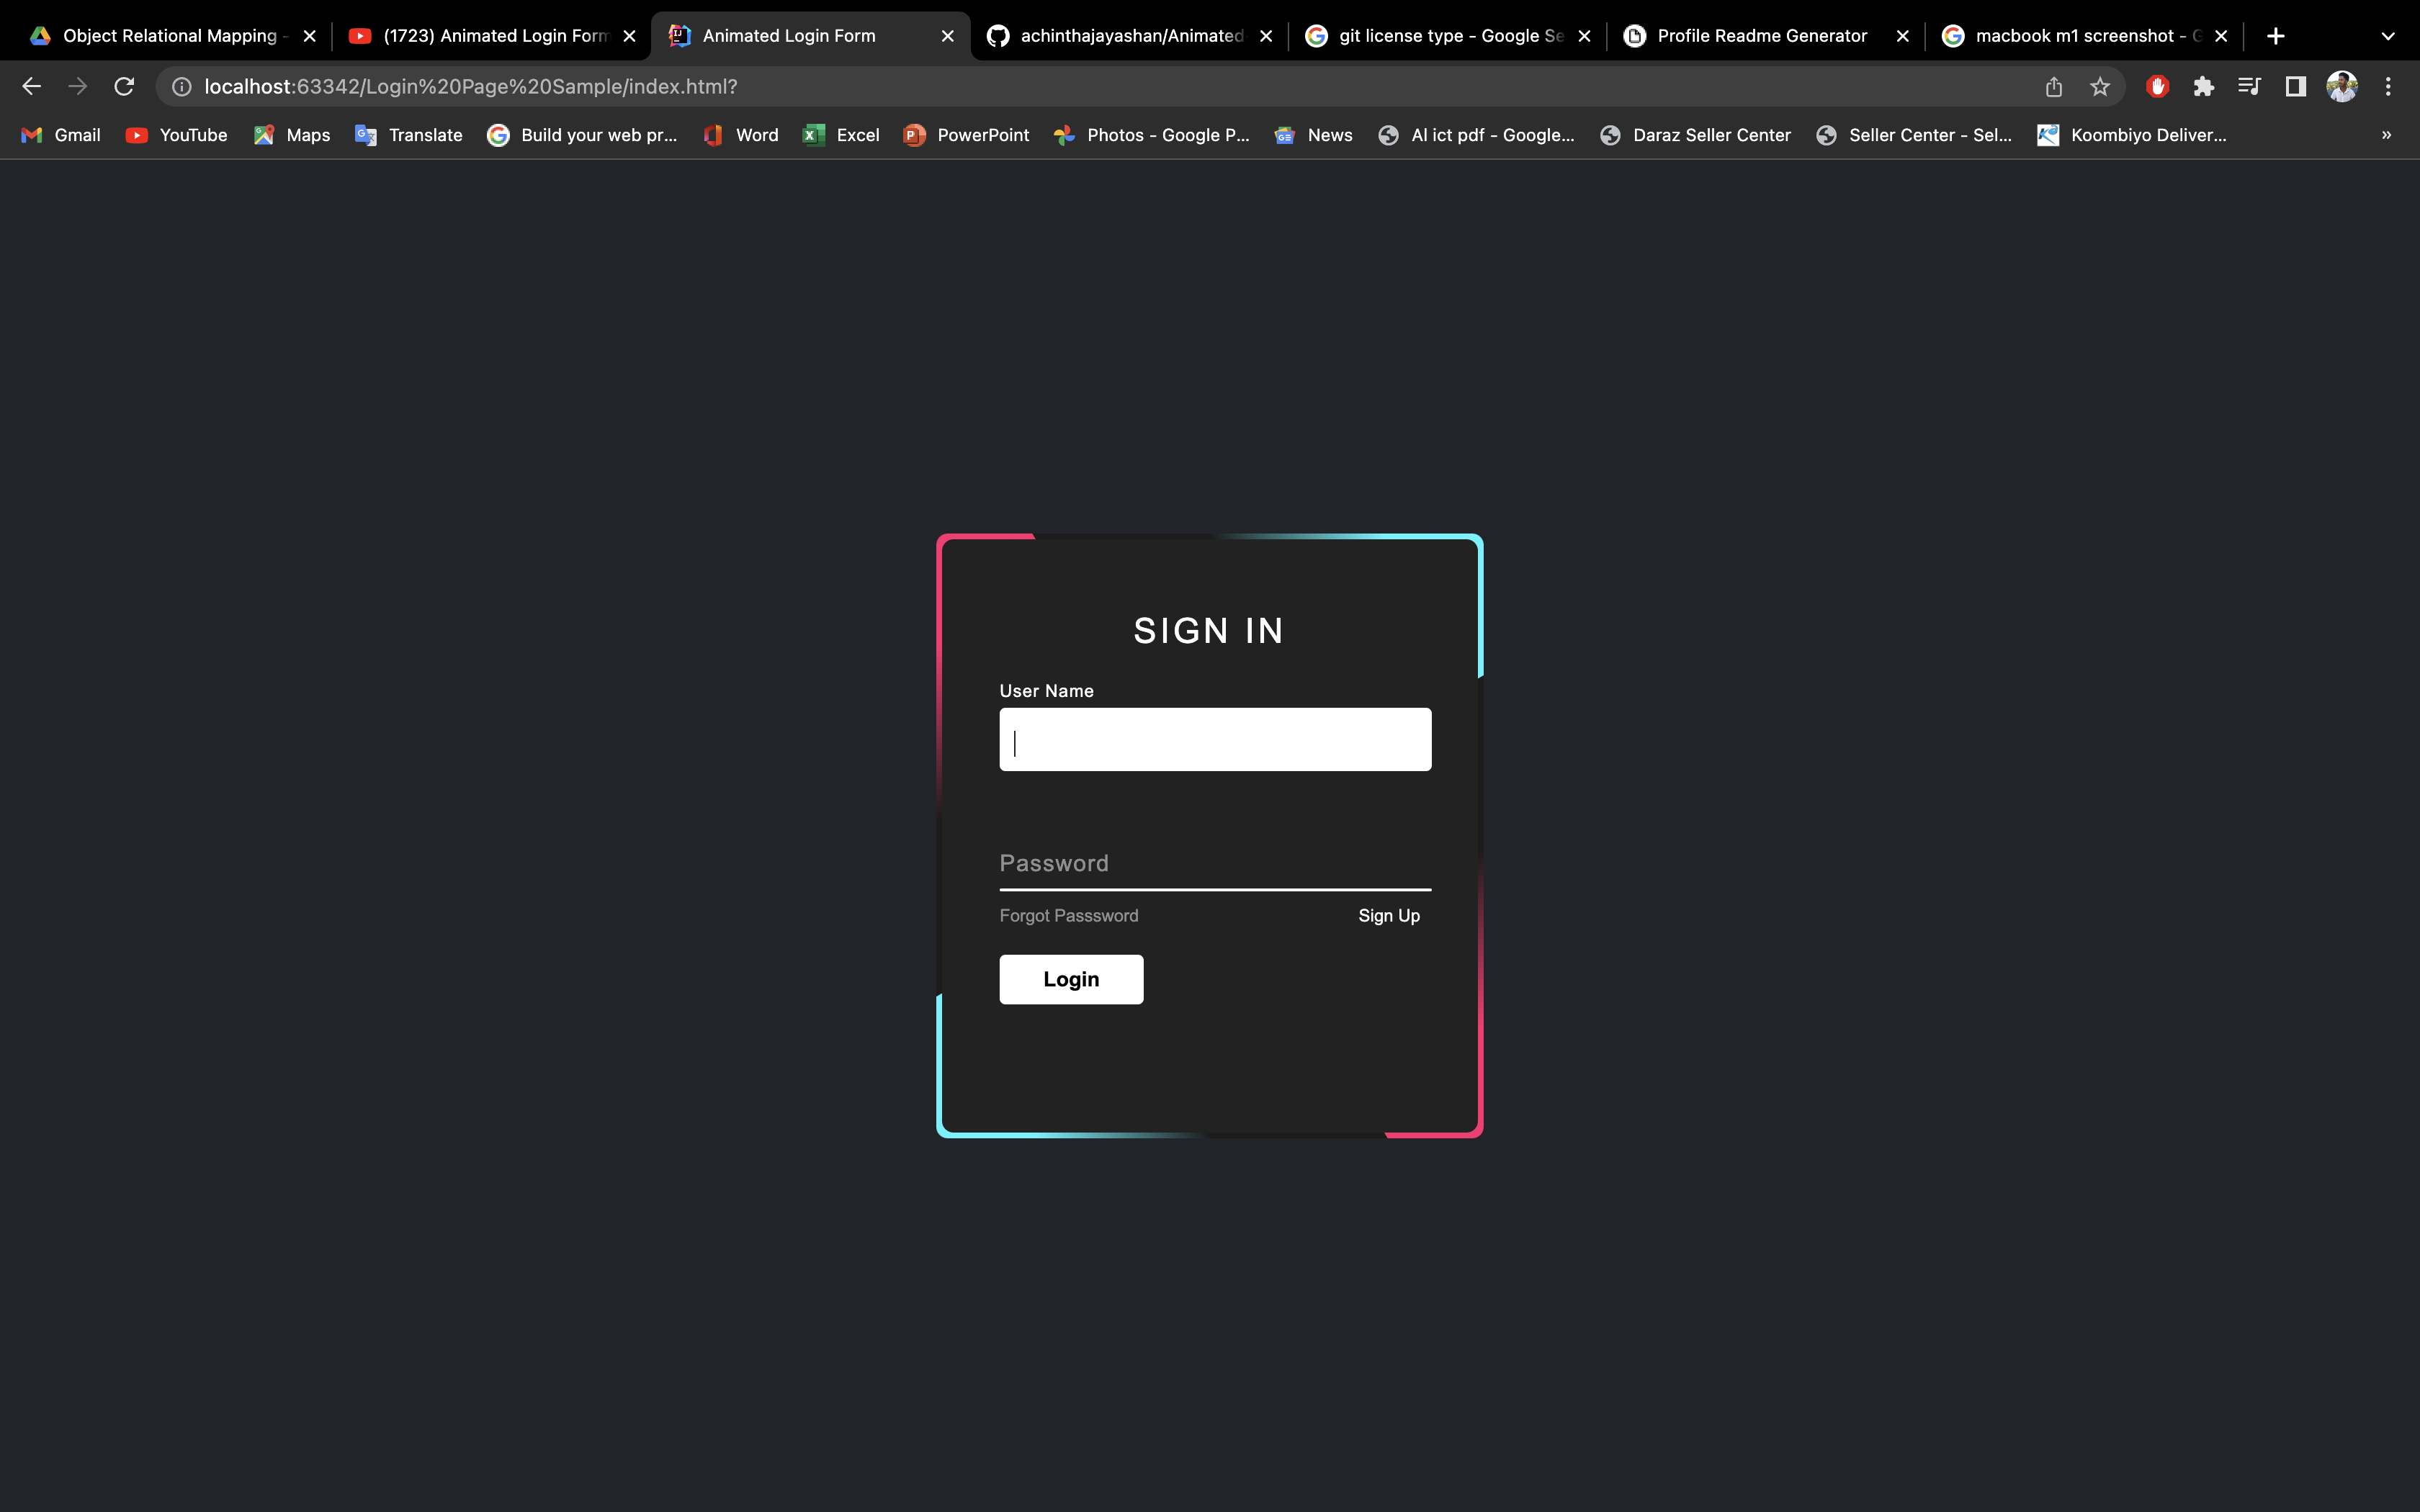 Object Relational Mapping -
(1723) Animated Login Form
Animated Login Form
achinthajayashan/Animated
git license type - Google Se
Profile Readme Generator
macbook m1 screenshot - G
localhost:63342/Login%20Page%20Sample/index.html?
Gmail
YouTube
Maps
Translate
Build your web pr...
Word
Excel
PowerPoint
Photos - Google P...
News
Al ict pdf - Google...
Daraz Seller Center
Seller Center - Sel...
Koombiyo Deliver...
»
SIGN IN
User Name
Password
Forgot Passsword
Sign Up
Login